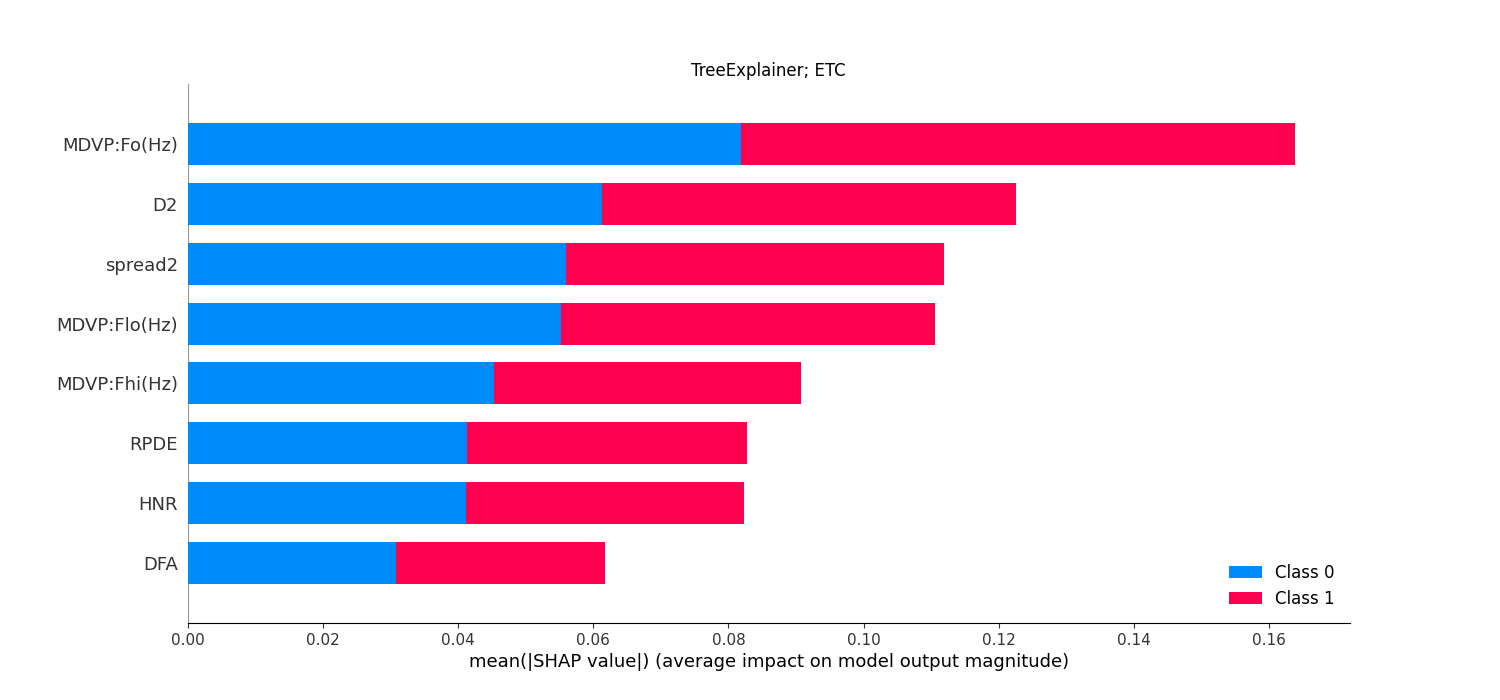 TreeExplainer; ETC
MDVP:Fo(Hz)
D2
spread2
MDVP:Flo(Hz)
MDVP:Fhi(Hz)
RPDE
HNR
DFA
Class 0
Class 1
0.00 0.02 0.04 0.06 0.08 0.10 0.12 0.14 0.16
mean(|SHAP value|) (average impact on model output magnitude)